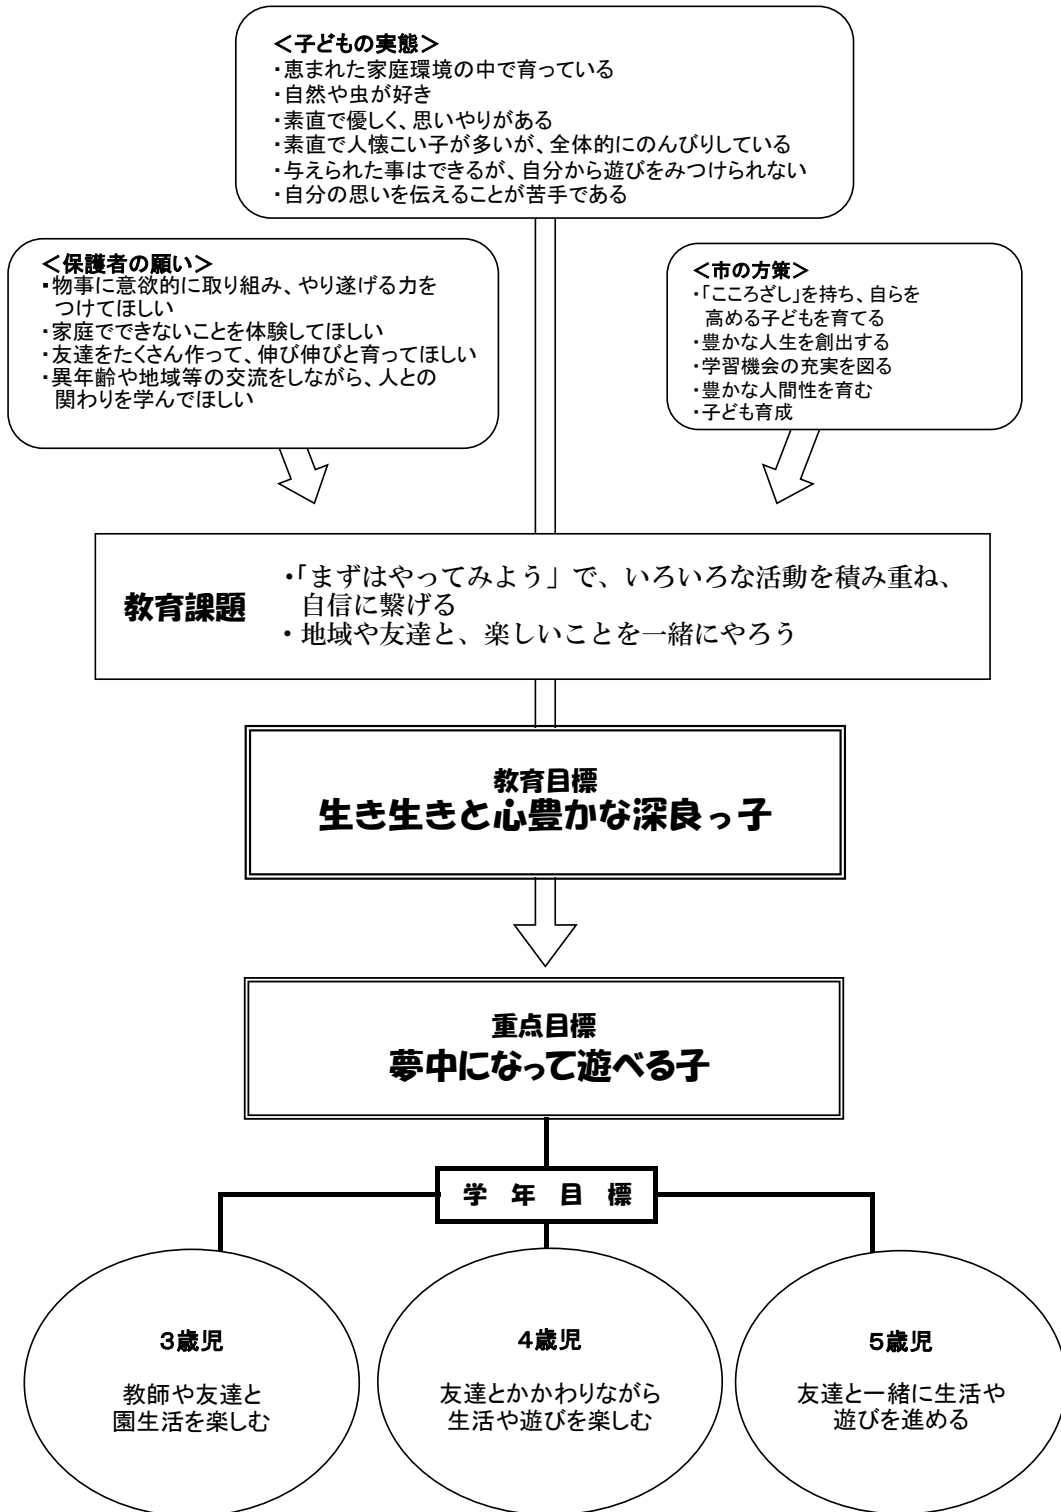 ＜子どもの実態＞
・恵まれた家庭環境の中で育っている
・自然や虫が好き
・素直で優しく、思いやりがある
・素直で人懐こい子が多いが、全体的にのんびりしている
・与えられた事はできるが、自分から遊びをみつけられない
・自分の思いを伝えることが苦手である
＜保護者の願い＞
・物事に意欲的に取り組み、やり遂げる力を
つけてほしい
・家庭でできないことを体験してほしい
・友達をたくさん作って、伸び伸びと育ってほしい
・異年齢や地域等の交流をしながら、人との
関わりを学んでほしい
＜市の方策＞
・「こころざし」を持ち、自らを
高める子どもを育てる
・豊かな人生を創出する
・学習機会の充実を図る
・豊かな人間性を育む
・子ども育成
教育課題
・「まずはやってみよう」で、いろいろな活動を積み重ね、
自信に繋げる
・地域や友達と、楽しいことを一緒にやろう
教育目標
生き生きと心豊かな深良っ子
重点目標
夢中になって遊べる子
学 年 目 標
３歳児
教師や友達と
園生活を楽しむ
４歳児
友達とかかわりながら
生活や遊びを楽しむ
５歳児
友達と一緒に生活や
遊びを進める